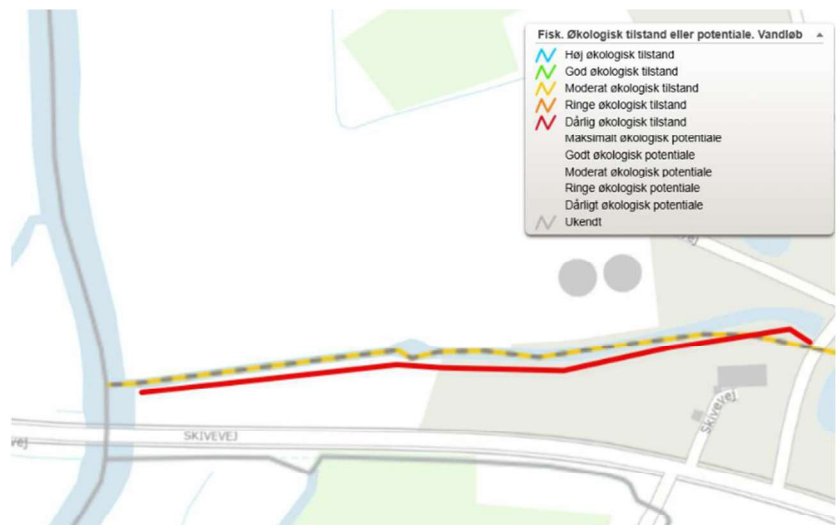 Fisk. Økologisk tilstand eller potentiale. Vandløb
Høj økologisk tilstand
God økologisk tilstand
Moderat økologisk tilstand
Ringe økologisk tilstand
Dårlig økologisk tilstand
Maksimalt økologisk potentiale
Godt økologisk potentiale
Moderat økologisk potentiale
Ringe økologisk potentiale
Dårligt økologisk potentiale
Ukendt
SKIVEVEJ
Skivevej